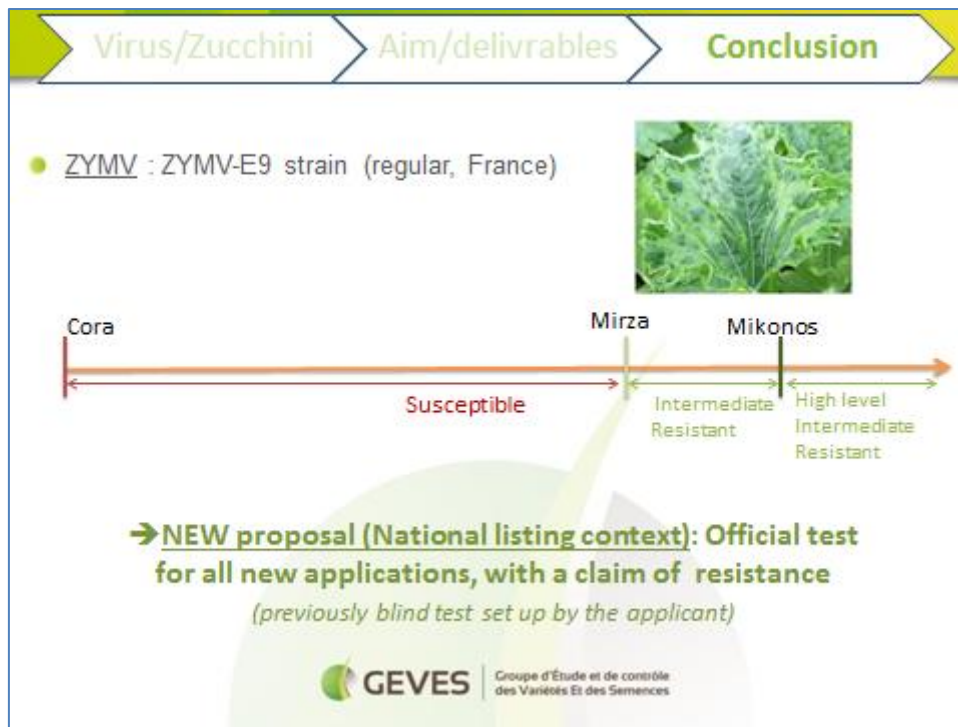 Virus/Zucchini Aim/delivrables Conclusion
ZYMV : ZYMV-E9 strain (regular, France)
Cora Mirza Mikonos
Susceptible
Intermediate
Resistant
High level
Intermediate
Resistant
➔NEW proposal (National listing context): Official test
for all new applications, with a claim of resistance
(previously blind test set up by the applicant)
GEVES
Groupe d'Étude et de contrôle
des Variétés Et des Semences